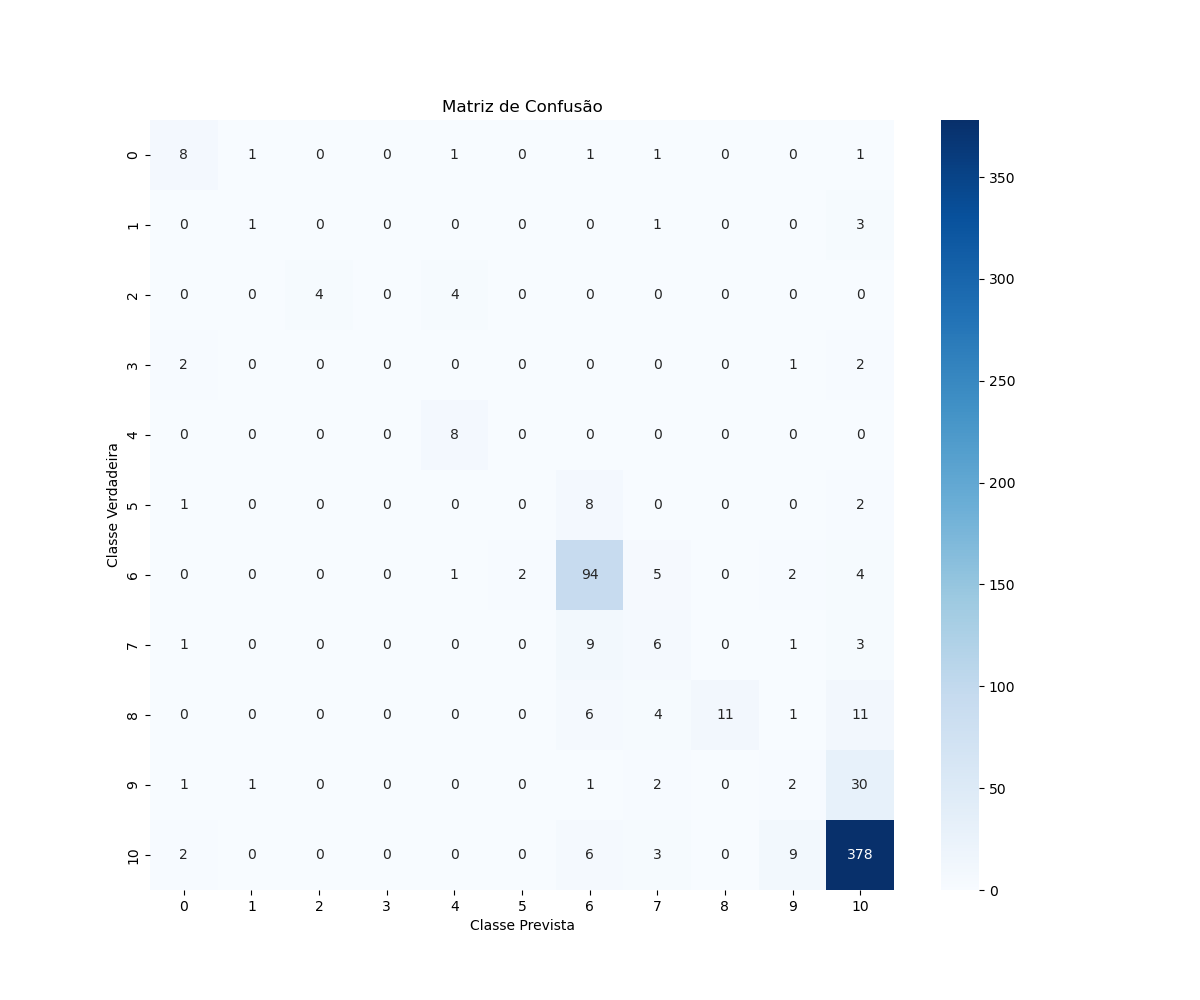 Matriz de Confusão
0 8 1 0 0 1 0 1 1 0 0 1
1 0 1 0 0 0 0 0 1 0 0 3
2 0 0 4 0 4 0 0 0 0 0 0
3 2 0 0 0 0 0 0 0 0 1 2
4 0 0 0 0 8 0 0 0 0 0 0
5 1 0 0 0 0 0 8 0 0 0 2
6 0 0 0 0 1 2 94 5 0 2 4
7 1 0 0 0 0 0 9 6 0 1 3
8 0 0 0 0 0 0 6 4 11 1 11
9 1 1 0 0 0 0 1 2 0 2 30
10 2 0 0 0 0 0 6 3 0 9 378
0 1 2 3 4 5 6 7 8 9 10
Classe Prevista
Classe Verdadeira
350
300
250
200
150
100
50
0